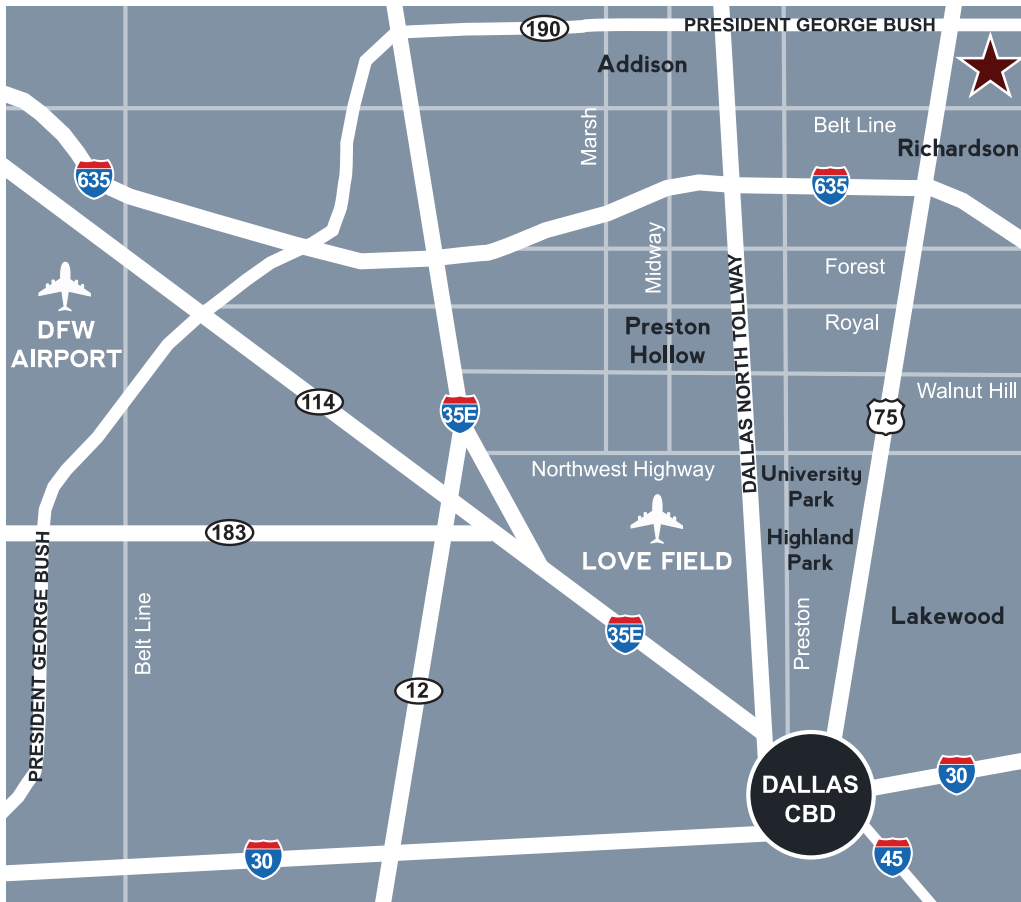 190
PRESIDENT GEORGE BUSH
Addison
Marsh
Belt Line
Richardson
635
635
Midway
Forest
DFW
AIRPORT
Royal
Preston
Hollow
DALLAS NORTH TOLLWAY
114
35E
Walnut Hill
75
Northwest Highway
University
Park
183
LOVE FIELD
Highland
Park
PRESIDENT GEORGE BUSH
Belt Line
35E
Preston
Lakewood
12
DALLAS
CBD
30
30
45